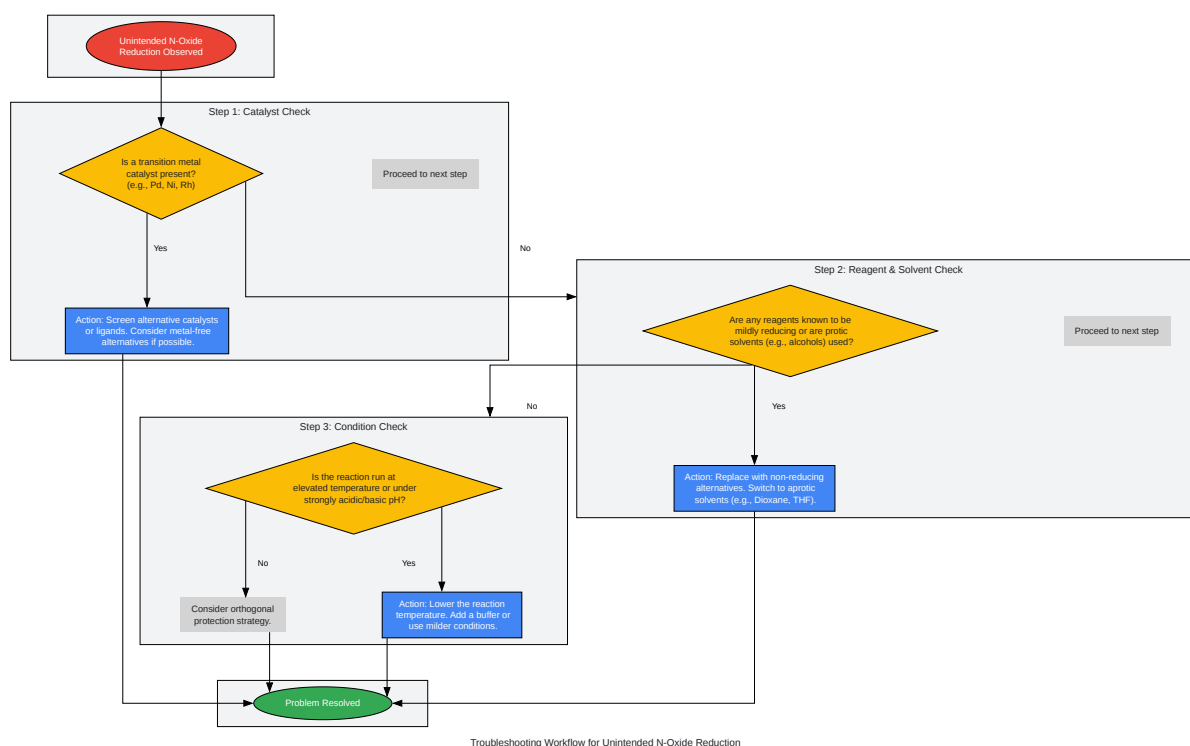 Unintended N-Oxide
Reduction Observed
Step 1: Catalyst Check
Is a transition metal
catalyst present?
(e.g., Pd, Ni, Rh)
Proceed to next step
Yes
No
Action: Screen alternative catalysts
or ligands. Consider metal-free
alternatives if possible.
Step 2: Reagent & Solvent Check
Are any reagents known to be
mildly reducing or are protic
solvents (e.g., alcohols) used?
Proceed to next step
No
Yes
Action: Replace with non-reducing
alternatives. Switch to aprotic
solvents (e.g., Dioxane, THF).
Step 3: Condition Check
Is the reaction run at
elevated temperature or under
strongly acidic/basic pH?
No
Yes
Consider orthogonal
protection strategy.
Action: Lower the reaction
temperature. Add a buffer or
use milder conditions.
Problem Resolved
Troubleshooting Workflow for Unintended N-Oxide Reduction